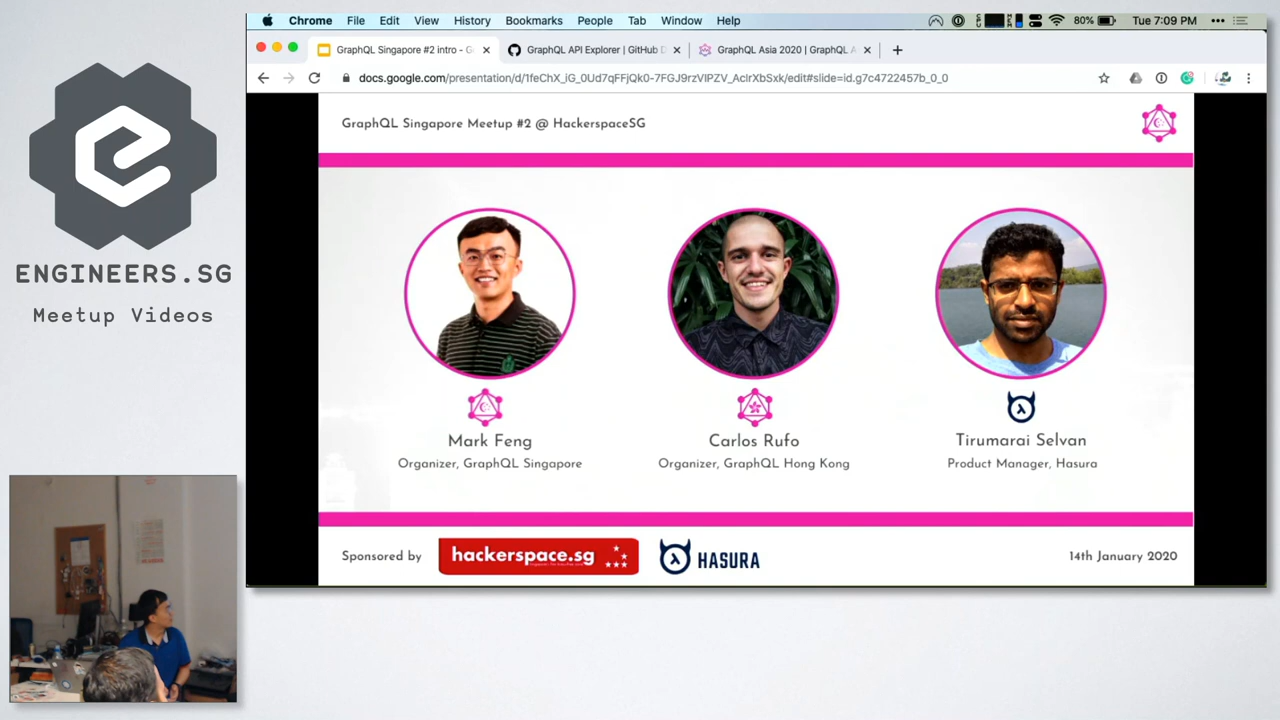 Chrome File Edit View History Bookmarks People Tab Window Help
80% Tue 7:09 PM
GraphQL Singapore #2 intro - G
GraphQL API Explorer | GitHub D
GraphQL Asia 2020 | GraphQL A
docs.google.com/presentation/d/1feChX_iG_0Ud7qFFjQk0-7FGJ9rzVlPZV_AclrXbSxk/edit#slide=id.g7c4722457b_0_0
GraphQL Singapore Meetup #2 @ HackerspaceSG
ENGINEERS.SG
Meetup Videos
Mark Feng
Organizer, GraphQL Singapore
Carlos Rufo
Organizer, GraphQL Hong Kong
Tirumarai Selvan
Product Manager, Hasura
Sponsored by
hackerspace.sg
HASURA
14th January 2020